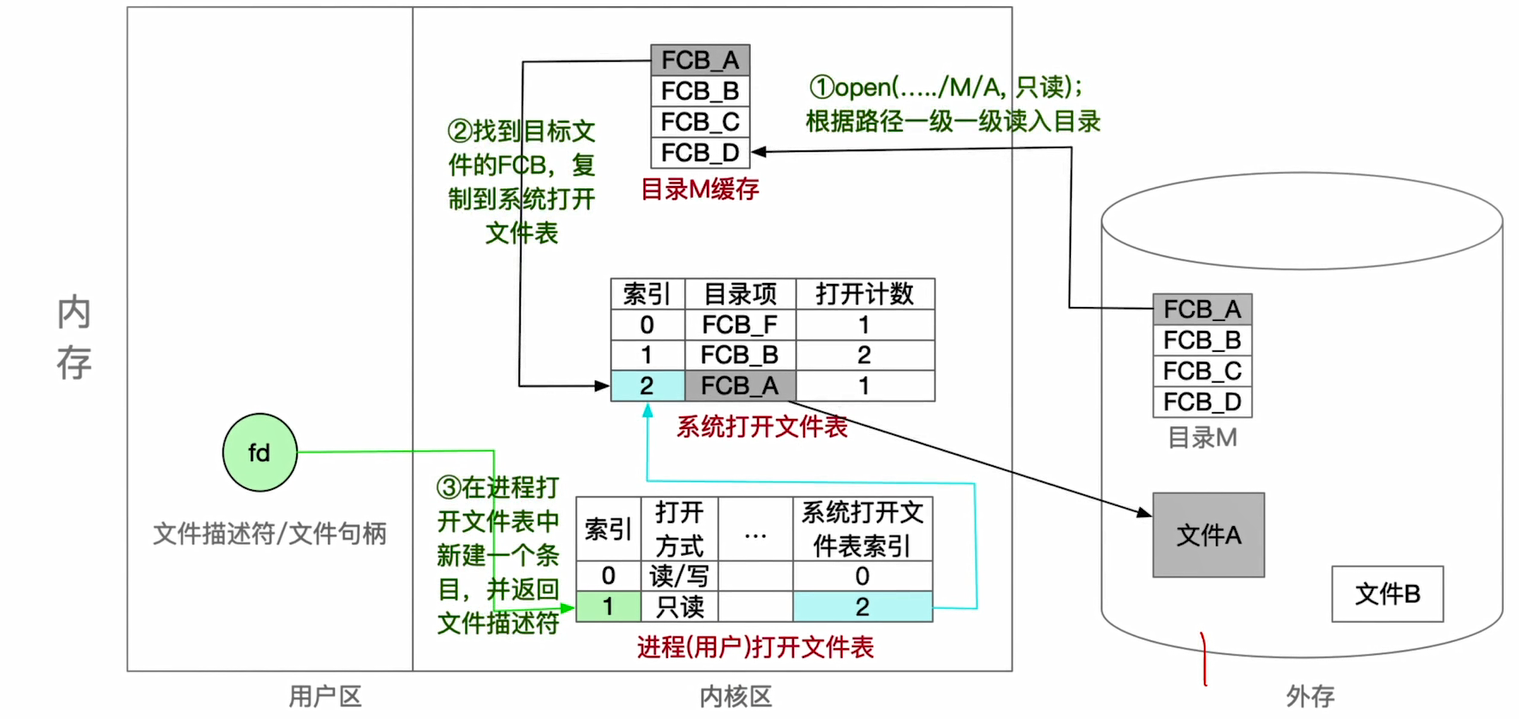 FCB_A
FCB_B
FCB_C
FCB_D
目录M缓存
①open(…../M/A, 只读);
根据路径一级一级读入目录
②找到目标文
件的FCB，复
制到系统打开
文件表
内
存
索引 目录项 打开计数
0 FCB_F 1
1 FCB_B 2
2 FCB_A 1
系统打开文件表
FCB_A
FCB_B
FCB_C
FCB_D
目录M
fd
文件描述符/文件句柄
③在进程打
开文件表中
新建一个条
目，并返回
文件描述符
索引 打开
方式 … 系统打开文
件表索引
0 读/写 0
1 只读 2
进程(用户)打开文件表
文件A
文件B
用户区
内核区
外存